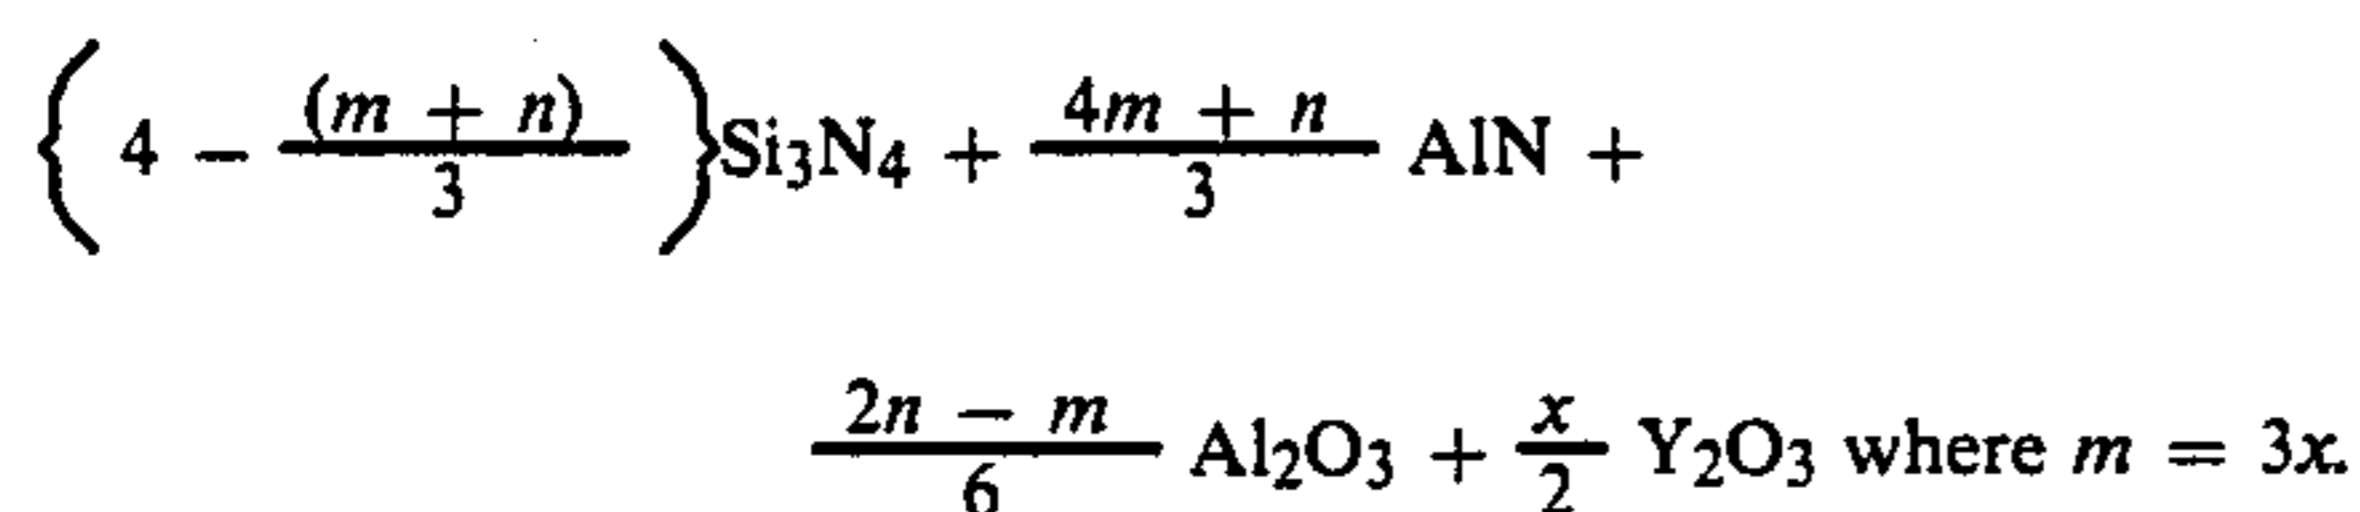 {4 − (m + n)/3}Si₃N₄ + (4m + n)/3 AlN +
(2n − m)/6 Al₂O₃ + x/2 Y₂O₃ where m = 3x.